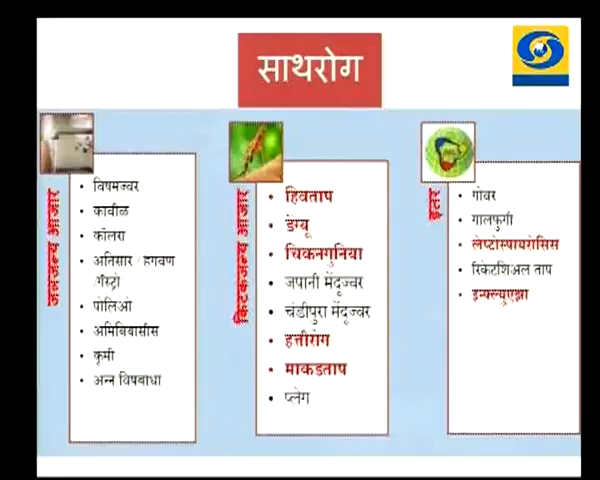 साथरोग
जलजन्य आजार
• विषमज्वर
• कावीळ
• कॉलरा
• अतिसार / हगवण
/गॅस्ट्रो
• पोलिओ
• अमिबियासीस
• कृमी
• अन्न विषबाधा
किटकजन्य आजार
• हिवताप
• डेंग्यू
• चिकनगुनिया
• जपानी मेंदूज्वर
• चंडीपुरा मेंदूज्वर
• हत्तीरोग
• माकडताप
• प्लेग
इतर
• गोवर
• गालफुगी
• लेप्टोस्पायरोसिस
• रिकेटशिअल ताप
• इन्फ्ल्युएझा